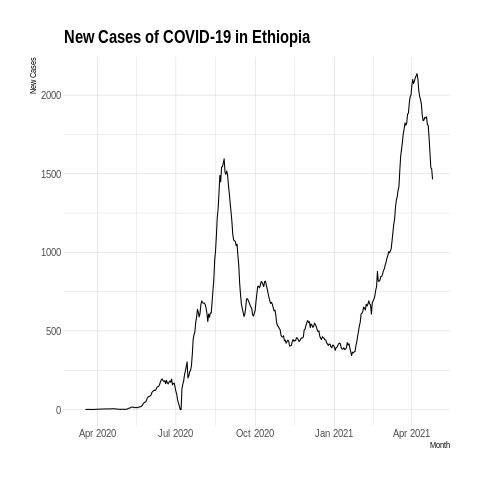 New Cases of COVID-19 in Ethiopia
New Cases
2000
1500
1000
500
0
Apr 2020 Jul 2020 Oct 2020 Jan 2021 Apr 2021
Month